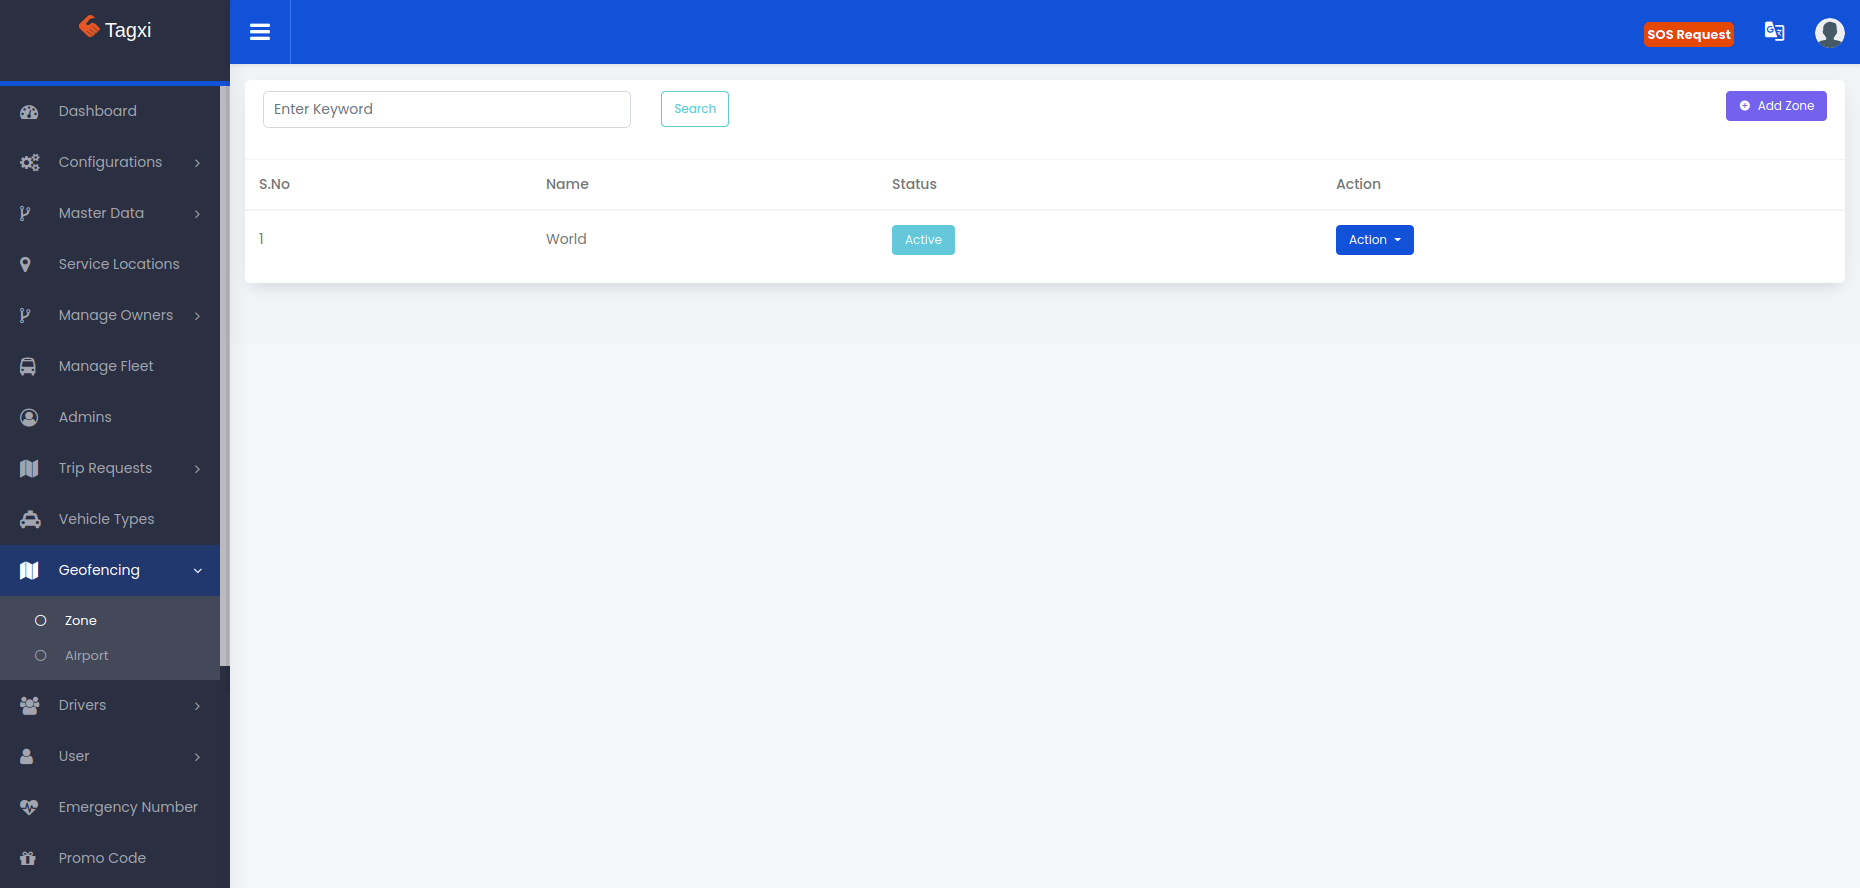 Tagxi
SOS Request
Dashboard
Configurations
Master Data
Service Locations
Manage Owners
Manage Fleet
Admins
Trip Requests
Vehicle Types
Geofencing
Zone
Airport
Drivers
User
Emergency Number
Promo Code
Enter Keyword
Search
Add Zone
S.No Name Status Action
1 World Active Action